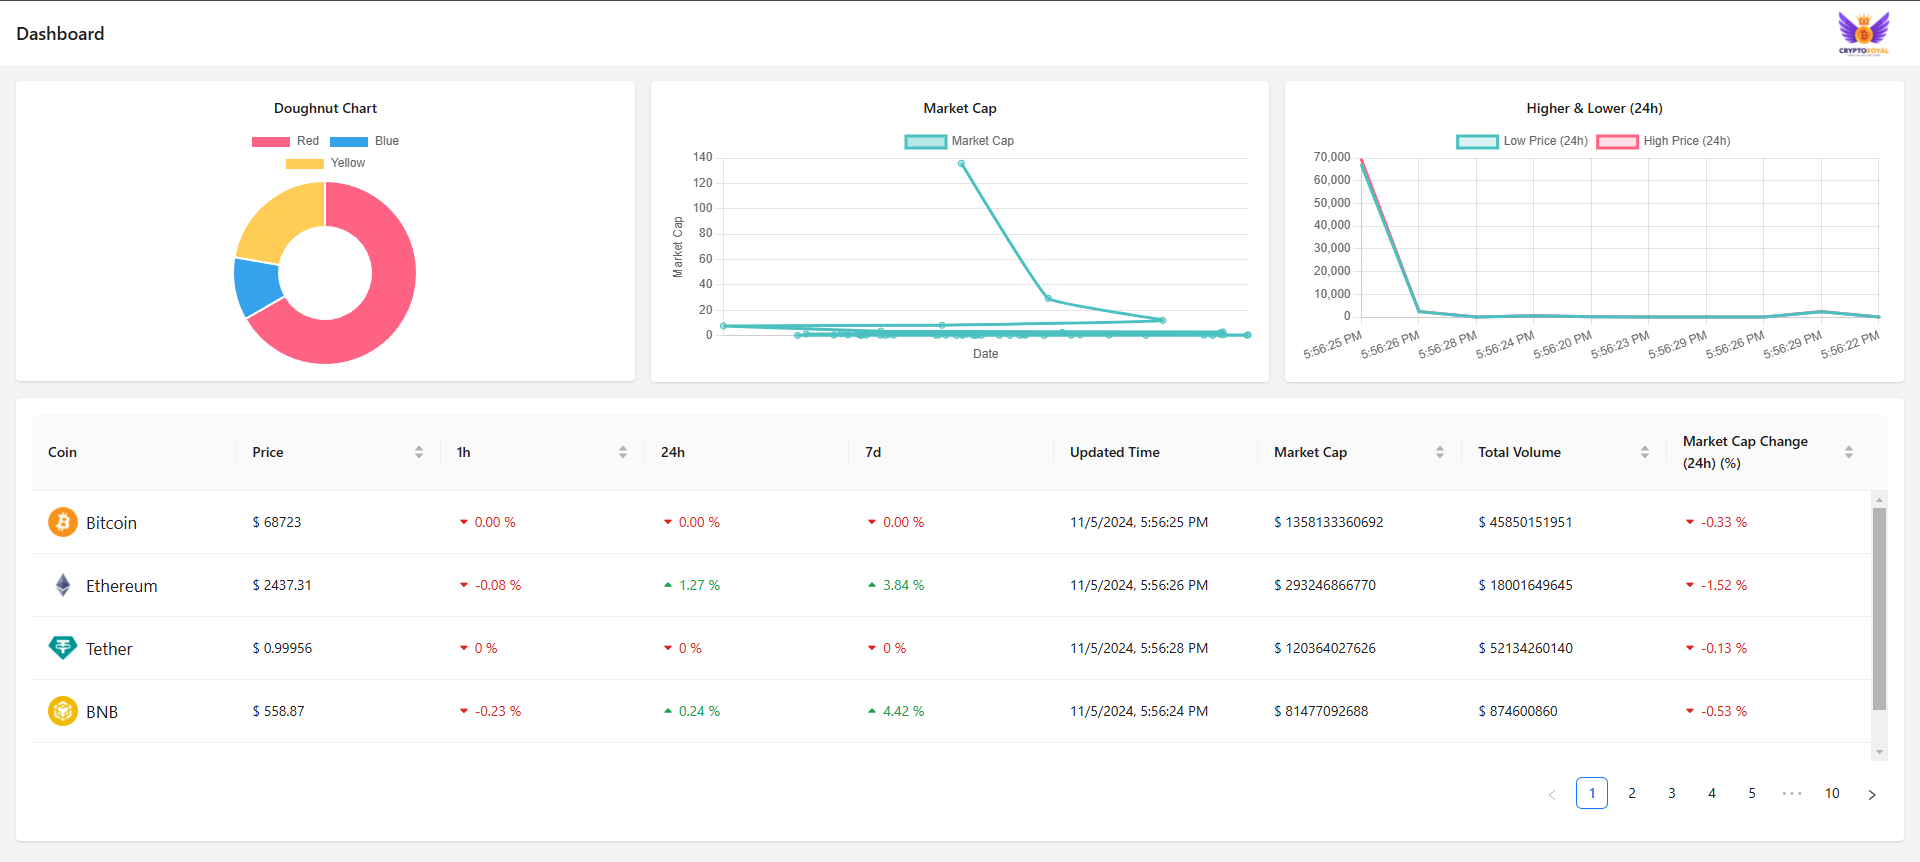 Dashboard
CRYPTOROYAL
Doughnut Chart
Red Blue
Yellow
Market Cap
Market Cap
140
120
100
80
60
40
20
0
Market Cap
Date
Higher & Lower (24h)
Low Price (24h) High Price (24h)
70,000
60,000
50,000
40,000
30,000
20,000
10,000
0
5:56:25 PM 5:56:26 PM 5:56:28 PM 5:56:24 PM 5:56:20 PM 5:56:23 PM 5:56:29 PM 5:56:26 PM 5:56:29 PM 5:56:22 PM
Coin Price 1h 24h 7d Updated Time Market Cap Total Volume Market Cap Change
(24h) (%)
Bitcoin $ 68723 0.00 % 0.00 % 0.00 % 11/5/2024, 5:56:25 PM $ 1358133360692 $ 45850151951 -0.33 %
Ethereum $ 2437.31 -0.08 % 1.27 % 3.84 % 11/5/2024, 5:56:26 PM $ 293246866770 $ 18001649645 -1.52 %
Tether $ 0.99956 0 % 0 % 0 % 11/5/2024, 5:56:28 PM $ 120364027626 $ 52134260140 -0.13 %
BNB $ 558.87 -0.23 % 0.24 % 4.42 % 11/5/2024, 5:56:24 PM $ 81477092688 $ 874600860 -0.53 %
< 1 2 3 4 5 ••• 10 >